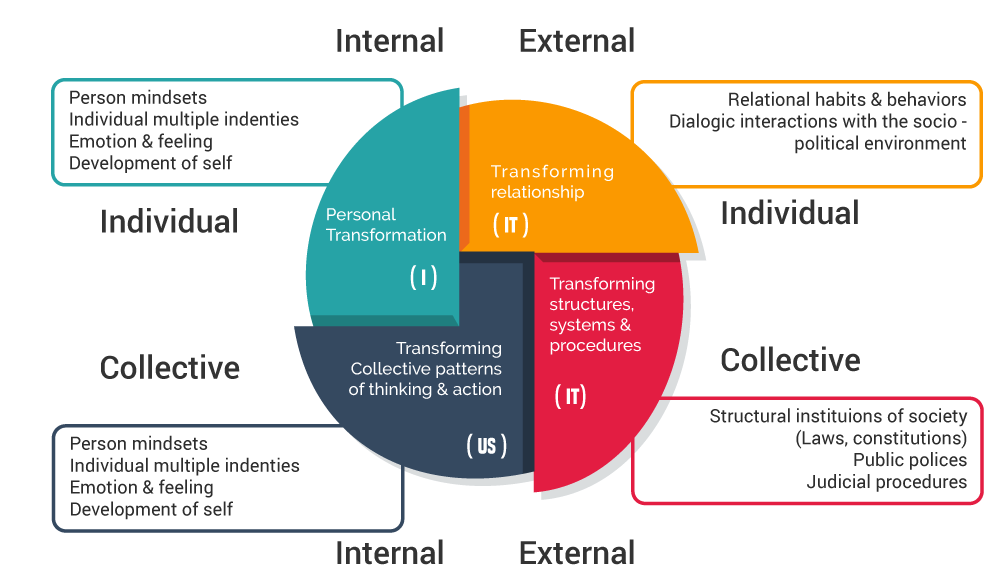 Internal
External
Person mindsets
Individual multiple indenties
Emotion & feeling
Development of self
Relational habits & behaviors
Dialogic interactions with the socio -
political environment
Individual
Individual
Personal
Transformation
( I )
Transforming
relationship
( IT )
Transforming
Collective patterns
of thinking & action
( US )
Transforming
structures,
systems &
procedures
( IT)
Collective
Collective
Person mindsets
Individual multiple indenties
Emotion & feeling
Development of self
Structural instituions of society
(Laws, constitutions)
Public polices
Judicial procedures
Internal
External